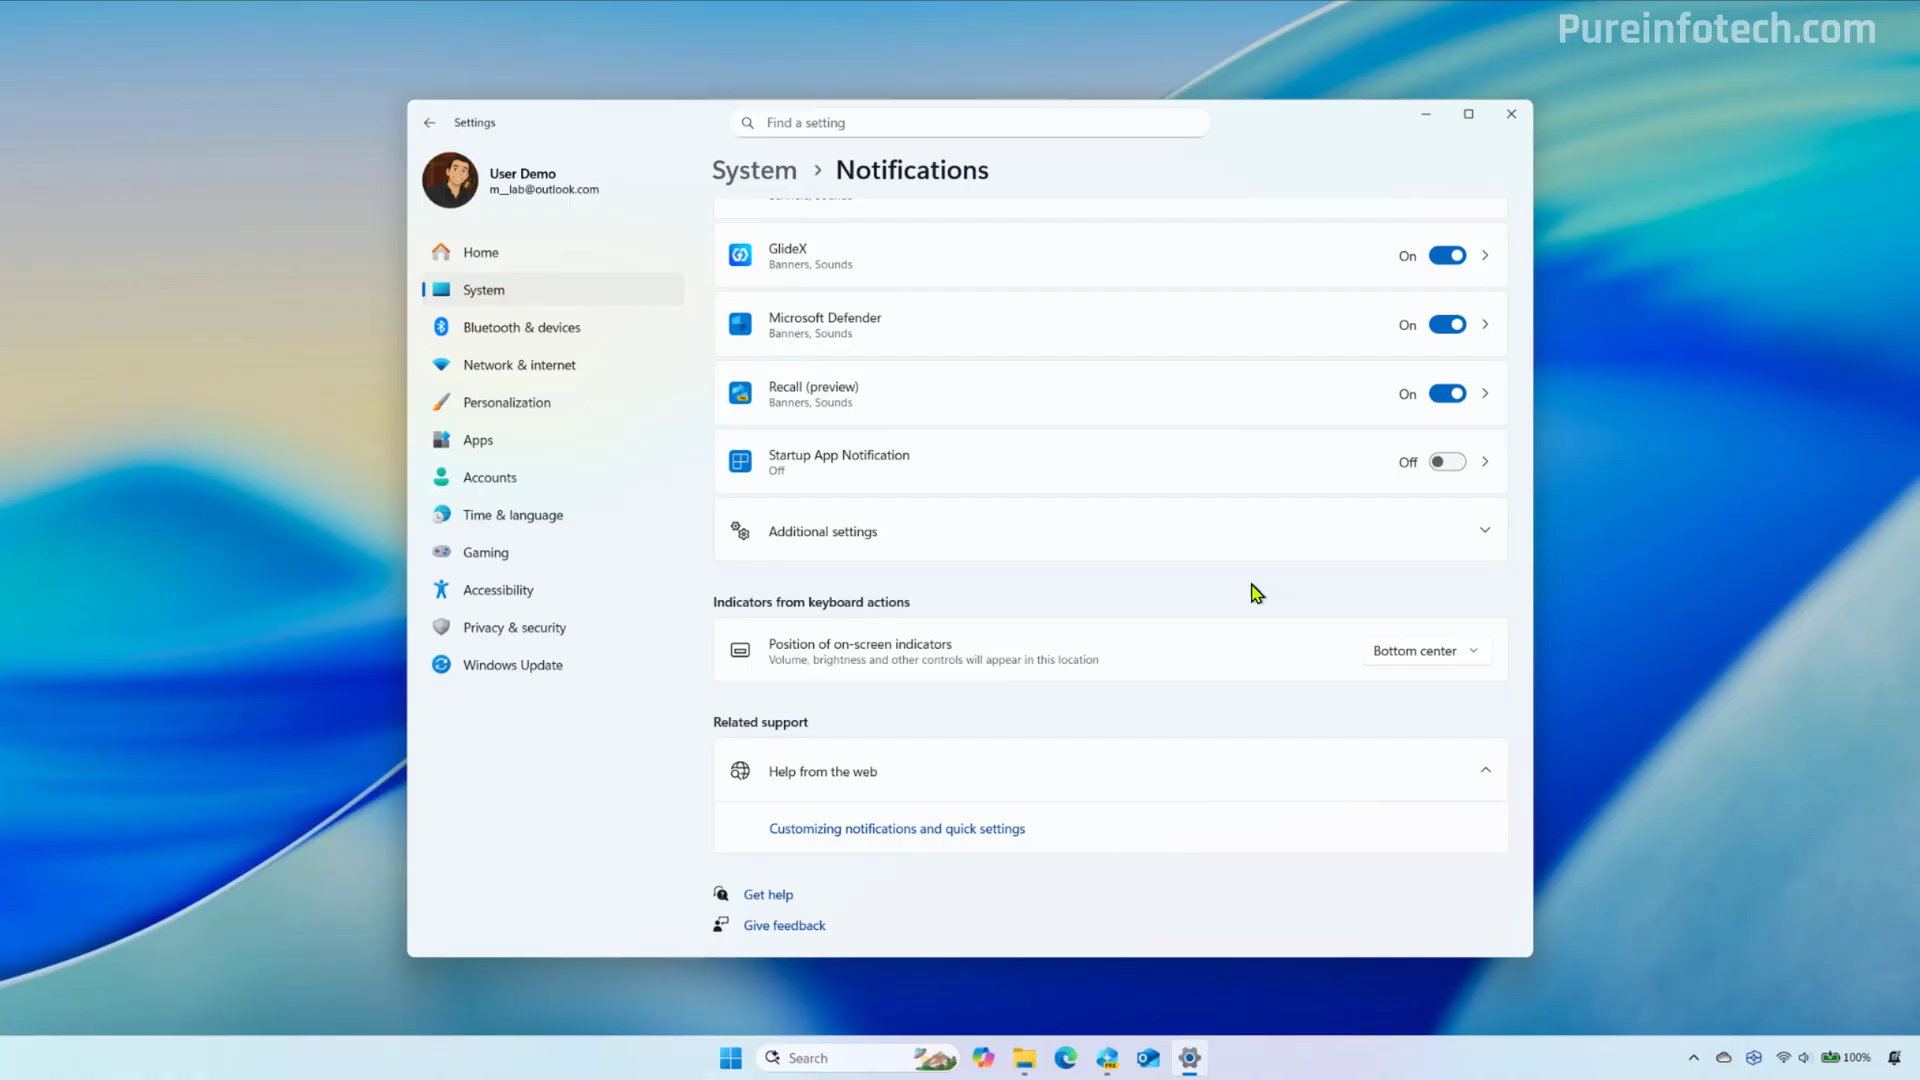 Pureinfotech.com
Settings
Find a setting
User Demo
m__lab@outlook.com
System > Notifications
Home
System
Bluetooth & devices
Network & internet
Personalization
Apps
Accounts
Time & language
Gaming
Accessibility
Privacy & security
Windows Update
Banners, Sounds
GlideX
Banners, Sounds
On
Microsoft Defender
Banners, Sounds
On
Recall (preview)
Banners, Sounds
On
Startup App Notification
Off
Off
Additional settings
Indicators from keyboard actions
Position of on-screen indicators
Volume, brightness and other controls will appear in this location
Bottom center
Related support
Help from the web
Customizing notifications and quick settings
Get help
Give feedback
Search
PRE
100%